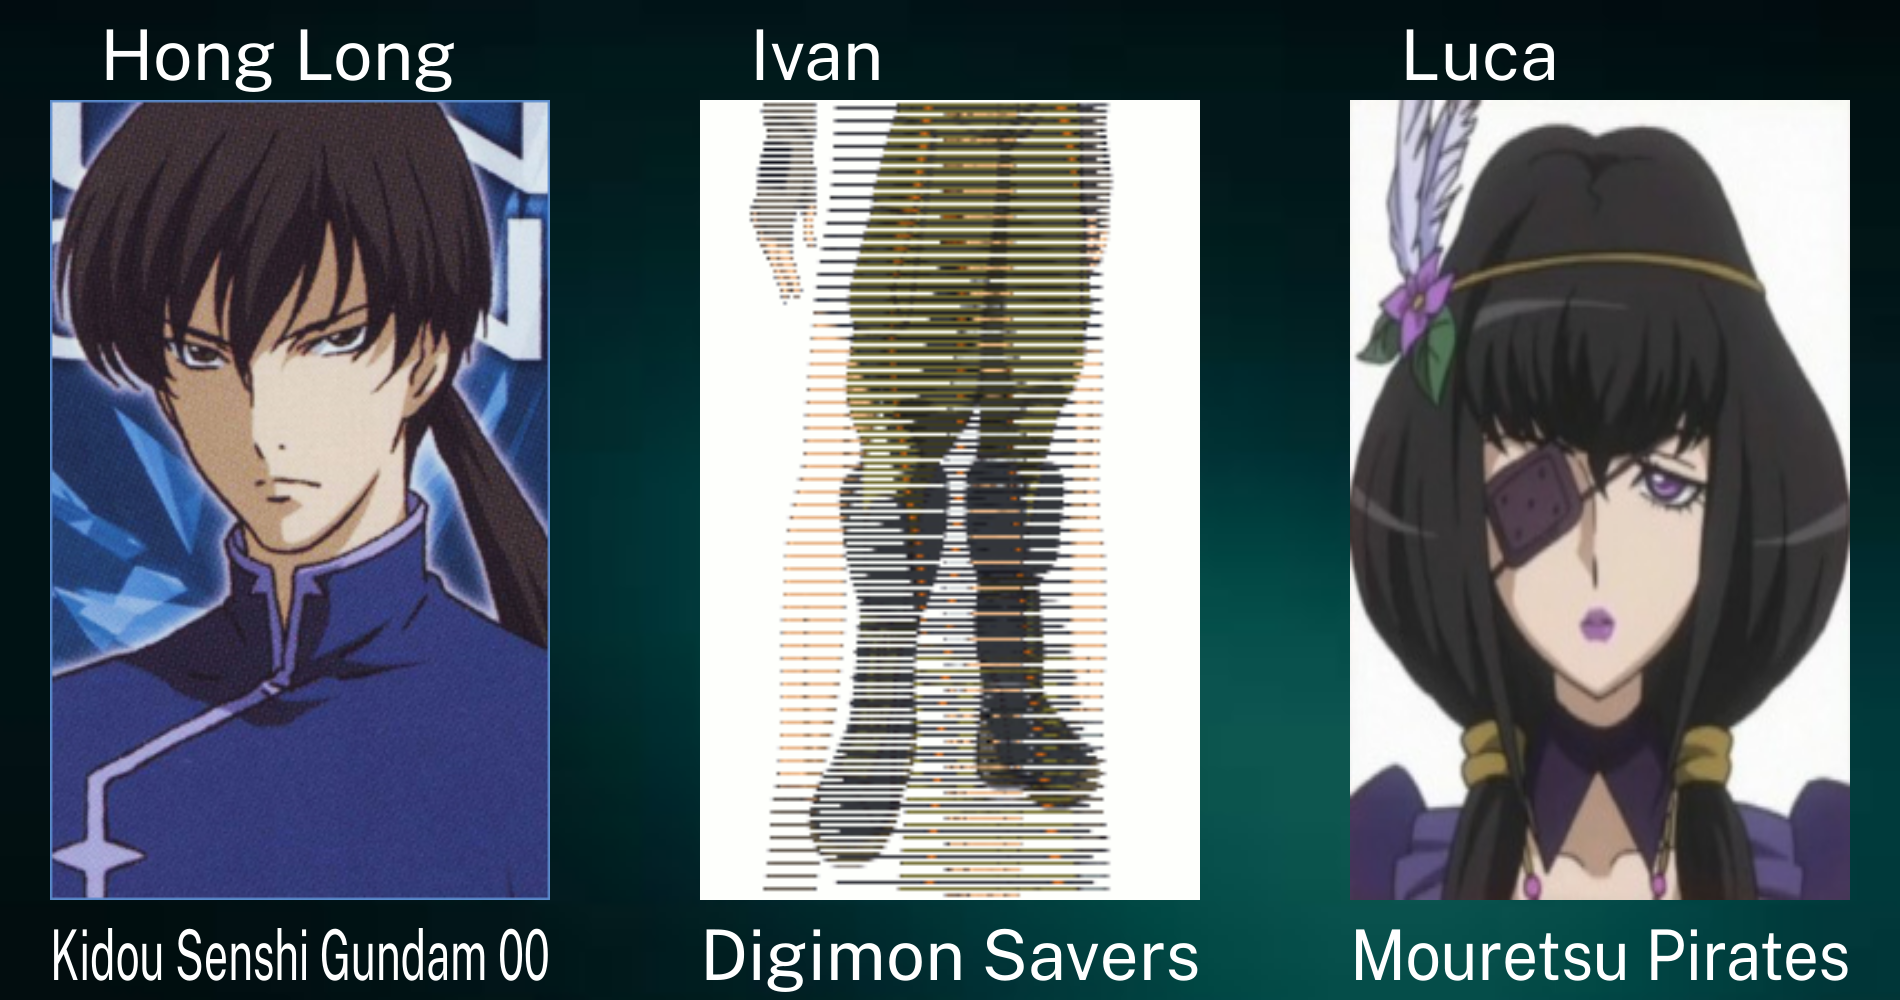 Hong Long
Ivan
Luca
Kidou Senshi Gundam 00
Digimon Savers
Mouretsu Pirates